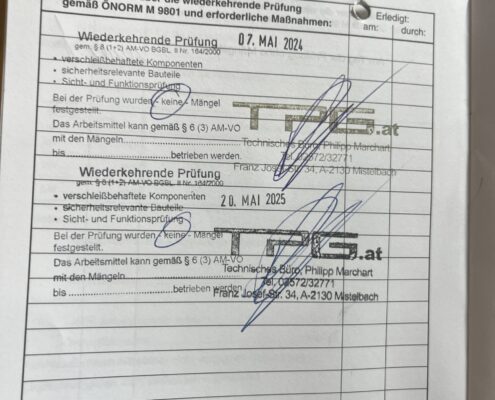 die wiederkehrende Prüfung
gemäß ÖNORM M 9801 und erforderliche Maßnahmen:
Erledigt:
am:
durch:
Wiederkehrende Prüfung
07. MAI 2024
gem. § 8 (1+2) AM-VO BGBL. II Nr. 164/2000
• verschleißbehaftete Komponenten
• sicherheitsrelevante Bauteile
• Sicht- und Funktionsprüfung
Bei der Prüfung wurden - keine - Mängel
festgestellt.
TPG.at
Das Arbeitsmittel kann gemäß § 6 (3) AM-VO
mit den Mängeln
Technisches Büro, Philipp Marchart
Tel. 02572/32771
bis ............ betrieben werden.
Franz Josef-Str. 34, A-2130 Mistelbach
Wiederkehrende Prüfung
gem. § 8 (1+2) AM-VO BGBL. II Nr. 164/2000
• verschleißbehaftete Komponenten
20. MAI 2025
• sicherheitsrelevante Bauteile
• Sicht- und Funktionsprüfung
Bei der Prüfung wurden - keine - Mängel
festgestellt.
TPG.at
Das Arbeitsmittel kann gemäß § 6 (3) AM-VO
Technisches Büro, Philipp Marchart
mit den Mängeln
Tel. 02572/32771
bis ............ betrieben werden.
Franz Josef-Str. 34, A-2130 Mistelbach